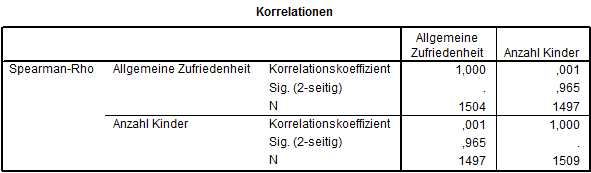 Korrelationen
Allgemeine
Zufriedenheit Anzahl Kinder
Spearman-Rho Allgemeine Zufriedenheit Korrelationskoeffizient 1,000 ,001
Sig. (2-seitig) . ,965
N 1504 1497
Anzahl Kinder Korrelationskoeffizient ,001 1,000
Sig. (2-seitig) ,965 .
N 1497 1509